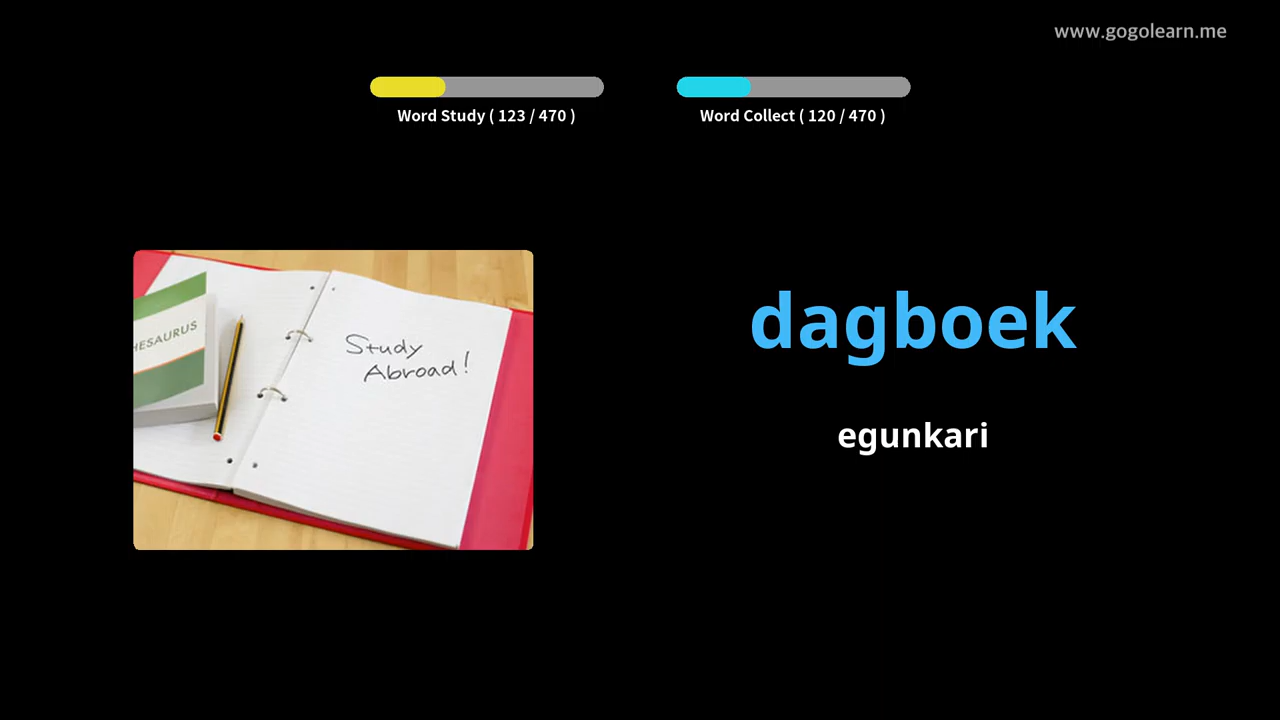 www.gogolearn.me
Word Study ( 123 / 470 )
Word Collect ( 120 / 470 )
HESAURUS
Study
Abroad!
dagboek
egunkari